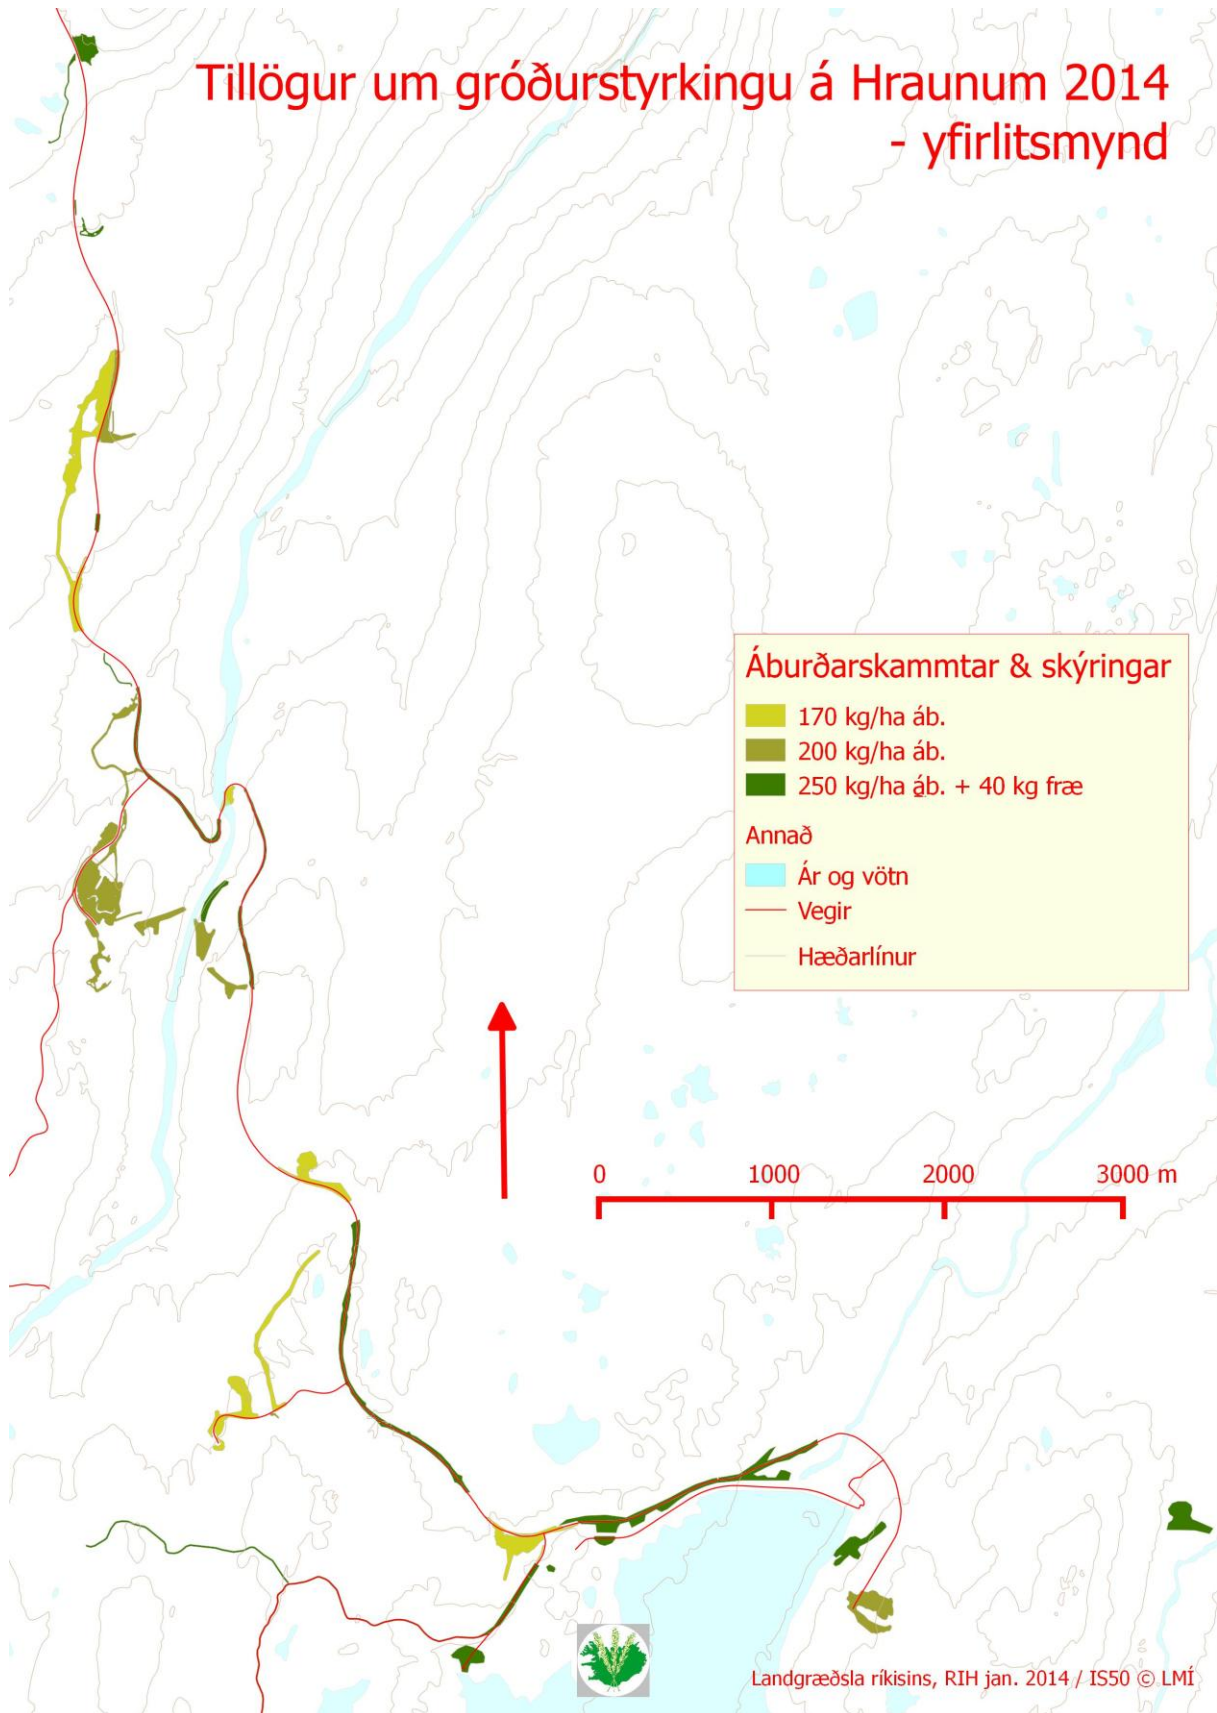 Tillögur um gróðurstyrkingu á Hraunum 2014
- yfirlitsmynd
Áburðarskammtar & skýringar
170 kg/ha áb.
200 kg/ha áb.
250 kg/ha áb. + 40 kg fræ
Annað
Ár og vötn
Vegir
Hæðarlínur
0 1000 2000 3000 m
Landgræðsla ríkisins, RIH jan. 2014 / IS50 © LMÍ